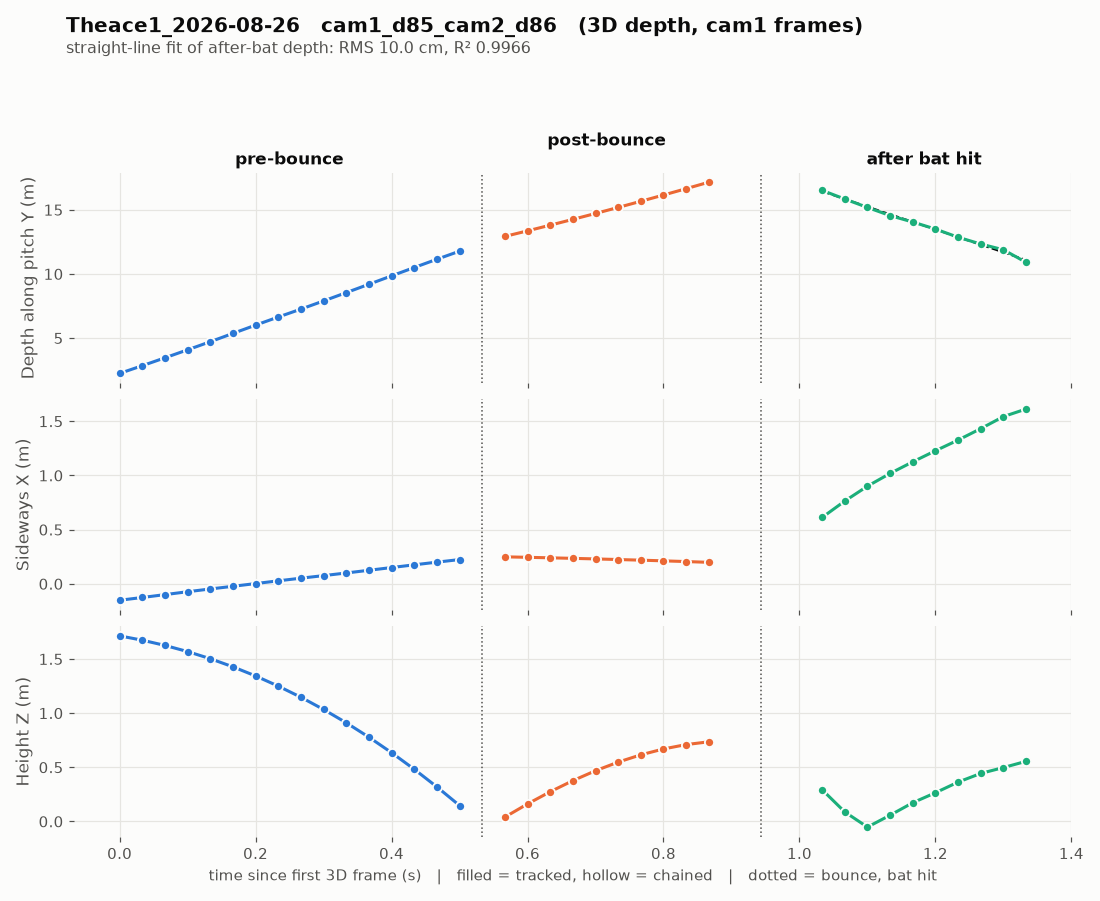 Theace1_2026-08-26   cam1_d85_cam2_d86   (3D depth, cam1 frames)
straight-line fit of after-bat depth: RMS 10.0 cm, R² 0.9966
post-bounce
pre-bounce
after bat hit
Depth along pitch Y (m)
15
10
5
Sideways X (m)
1.5
1.0
0.5
0.0
Height Z (m)
1.5
1.0
0.5
0.0
0.0 0.2 0.4 0.6 0.8 1.0 1.2 1.4
time since first 3D frame (s)   |   filled = tracked, hollow = chained   |   dotted = bounce, bat hit